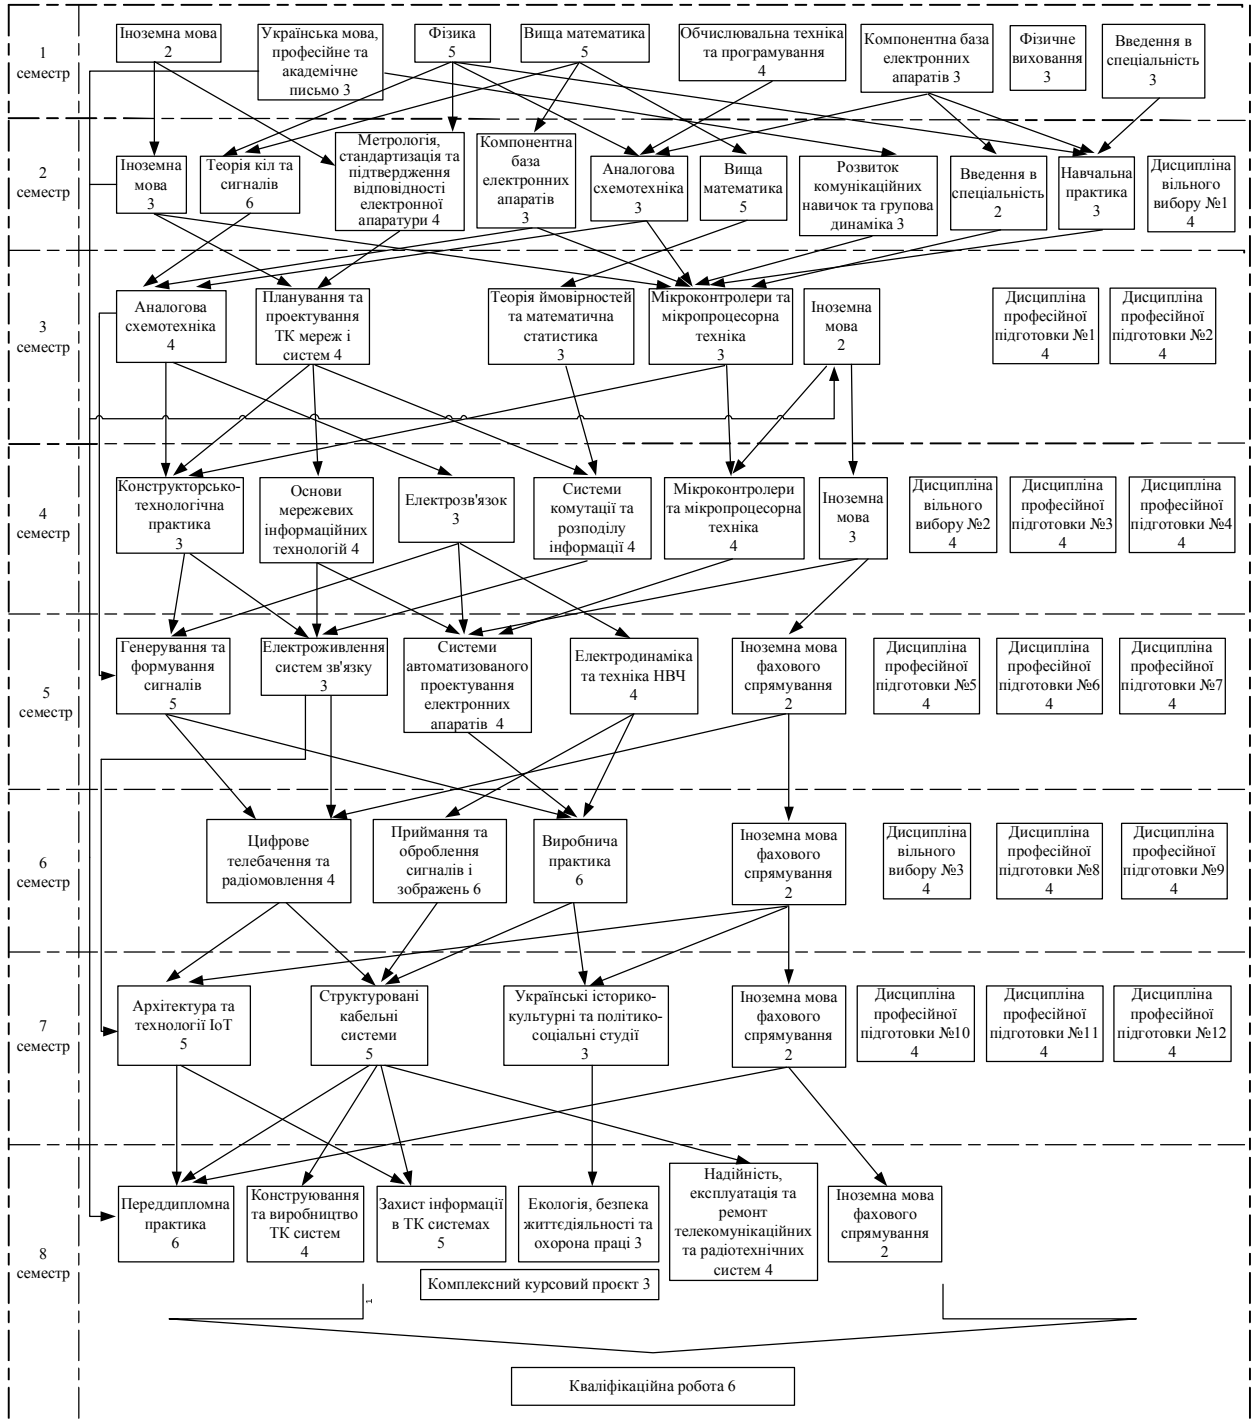 1
семестр
Іноземна мова
2
Українська мова,
професійне та
академічне
письмо 3
Фізика
5
Вища математика
5
Обчислювальна техніка
та програмування
4
Компонентна база
електронних
апаратів 3
Фізичне
виховання
3
Введення в
спеціальність
3
2
семестр
Іноземна
мова
3
Теорія кіл та
сигналів
6
Метрологія,
стандартизація та
підтвердження
відповідності
електронної
апаратури 4
Компонентна
база
електронних
апаратів
3
Аналогова
схемотехніка
3
Вища
математика
5
Розвиток
комунікаційних
навичок та групова
динаміка 3
Введення в
спеціальність
2
Навчальна
практика
3
Дисципліна
вільного
вибору №1
4
3
семестр
Аналогова
схемотехніка
4
Планування та
проектування
ТК мереж і
систем 4
Теорія ймовірностей
та математична
статистика
3
Мікроконтролери та
мікропроцесорна
техніка
3
Іноземна
мова
2
Дисципліна
професійної
підготовки №1
4
Дисципліна
професійної
підготовки №2
4
4
семестр
Конструкторсько-
технологічна
практика
3
Основи
мережевих
інформаційних
технологій 4
Електрозв'язок
3
Системи
комутації та
розподілу
інформації 4
Мікроконтролери
та мікропроцесорна
техніка
4
Іноземна
мова
3
Дисципліна
вільного
вибору №2
4
Дисципліна
професійної
підготовки №3
4
Дисципліна
професійної
підготовки №4
4
5
семестр
Генерування та
формування
сигналів
5
Електроживлення
систем зв'язку
3
Системи
автоматизованого
проектування
електронних
апаратів 4
Електродинаміка
та техніка НВЧ
4
Іноземна мова
фахового
спрямування
2
Дисципліна
професійної
підготовки №5
4
Дисципліна
професійної
підготовки №6
4
Дисципліна
професійної
підготовки №7
4
6
семестр
Цифрове
телебачення та
радіомовлення 4
Приймання та
оброблення
сигналів і
зображень 6
Виробнича
практика
6
Іноземна мова
фахового
спрямування
2
Дисципліна
вільного
вибору №3
4
Дисципліна
професійної
підготовки №8
4
Дисципліна
професійної
підготовки №9
4
7
семестр
Архітектура та
технології IoT
5
Структуровані
кабельні
системи
5
Українські історико-
культурні та політико-
соціальні студії
3
Іноземна мова
фахового
спрямування
2
Дисципліна
професійної
підготовки №10
4
Дисципліна
професійної
підготовки №11
4
Дисципліна
професійної
підготовки №12
4
8
семестр
Переддипломна
практика
6
Конструювання
та виробництво
ТК систем
4
Захист інформації
в ТК системах
5
Екологія, безпека
життєдіяльності та
охорона праці 3
Надійність,
експлуатація та
ремонт
телекомунікаційних
та радіотехнічних
систем 4
Іноземна мова
фахового
спрямування
2
Комплексний курсовий проєкт 3
1
Кваліфікаційна робота 6